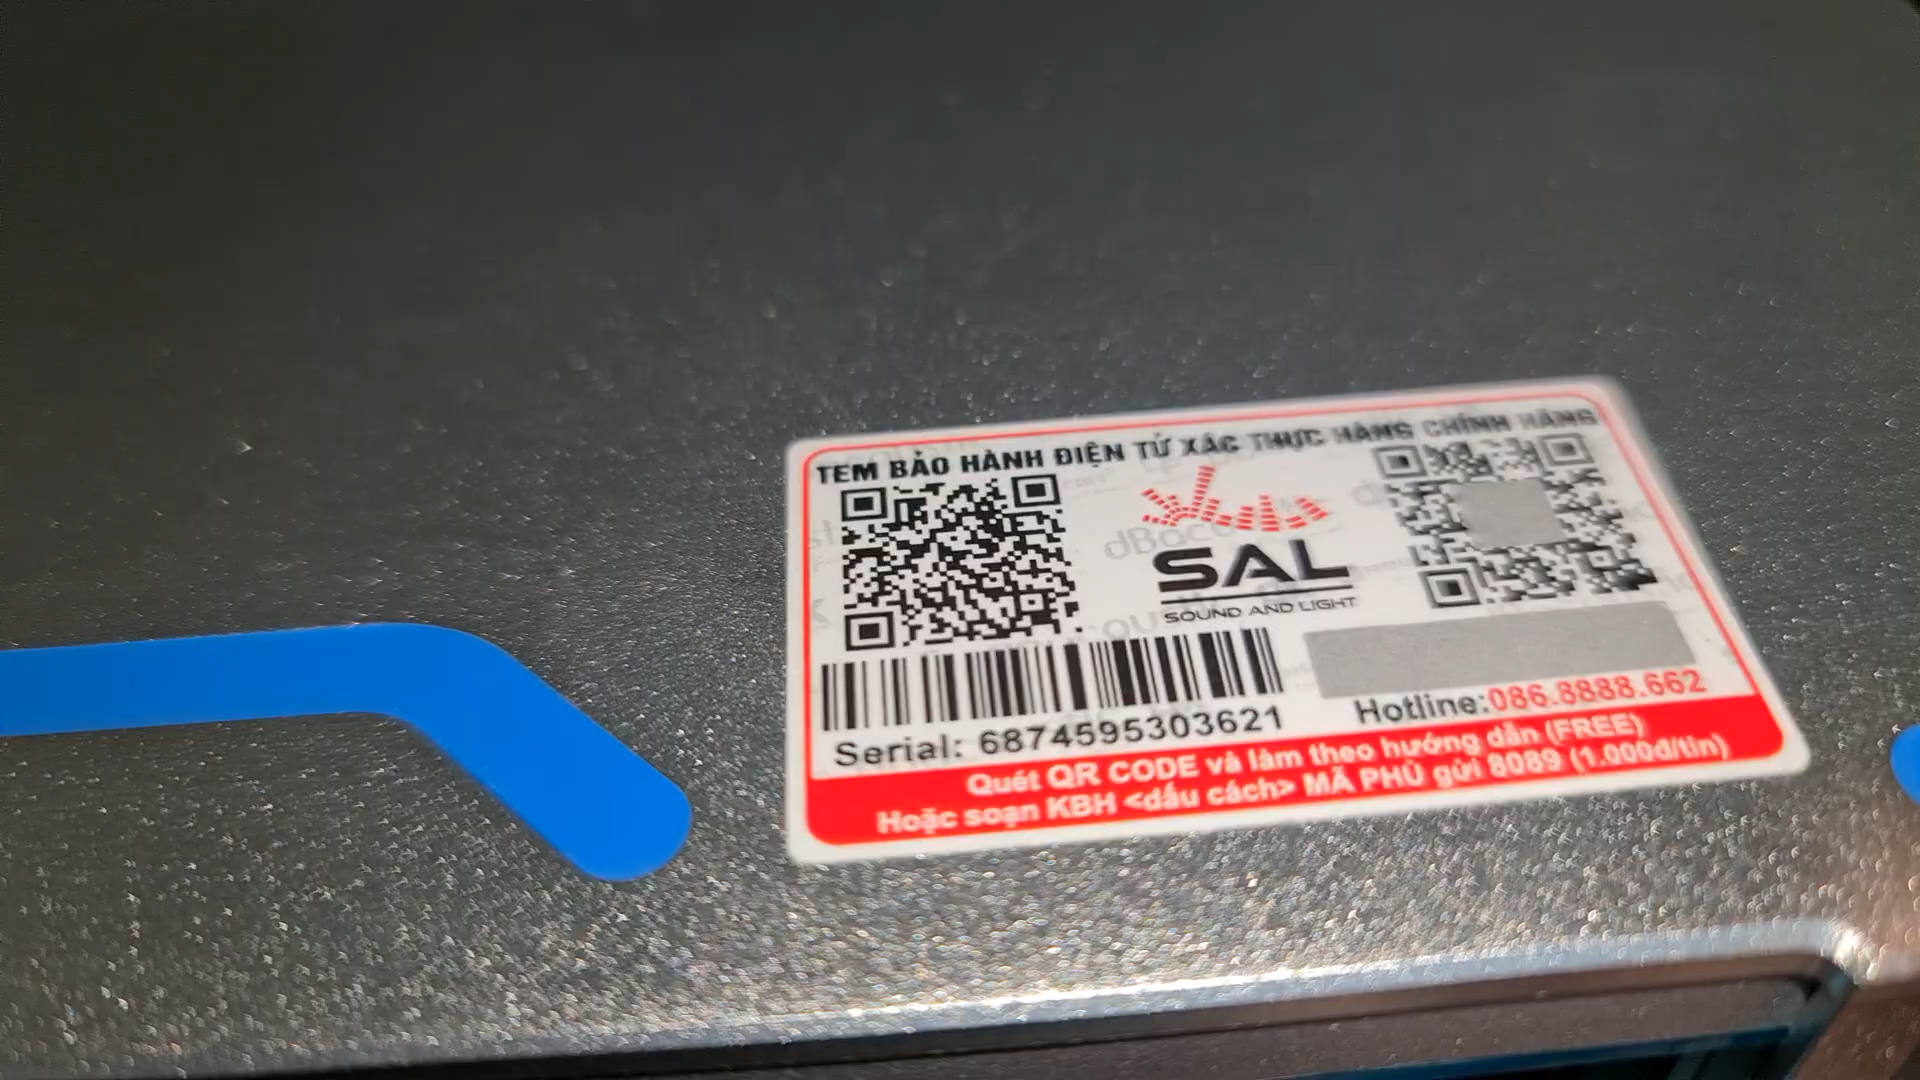 TEM BẢO HÀNH ĐIỆN TỬ XÁC THỰC HÀNG CHÍNH HÃNG
SAL
SOUND AND LIGHT
Serial: 6874595303621
Hotline:086.8888.662
Quét QR CODE và làm theo hướng dẫn (FREE)
Hoặc soạn KBH <dấu cách> MÃ PHỦ gửi 8089 (1.000đ/tin)